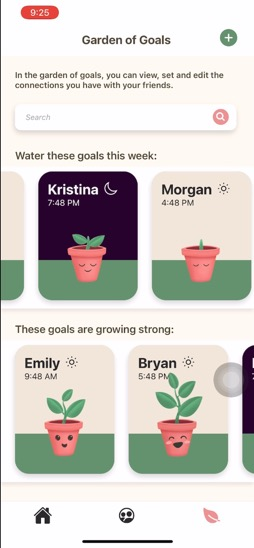 9:25
Garden of Goals
In the garden of goals, you can view, set and edit the
connections you have with your friends.
Search
Water these goals this week:
Kristina
7:48 PM
Morgan
4:48 PM
These goals are growing strong:
Emily
9:48 AM
Bryan
5:48 PM